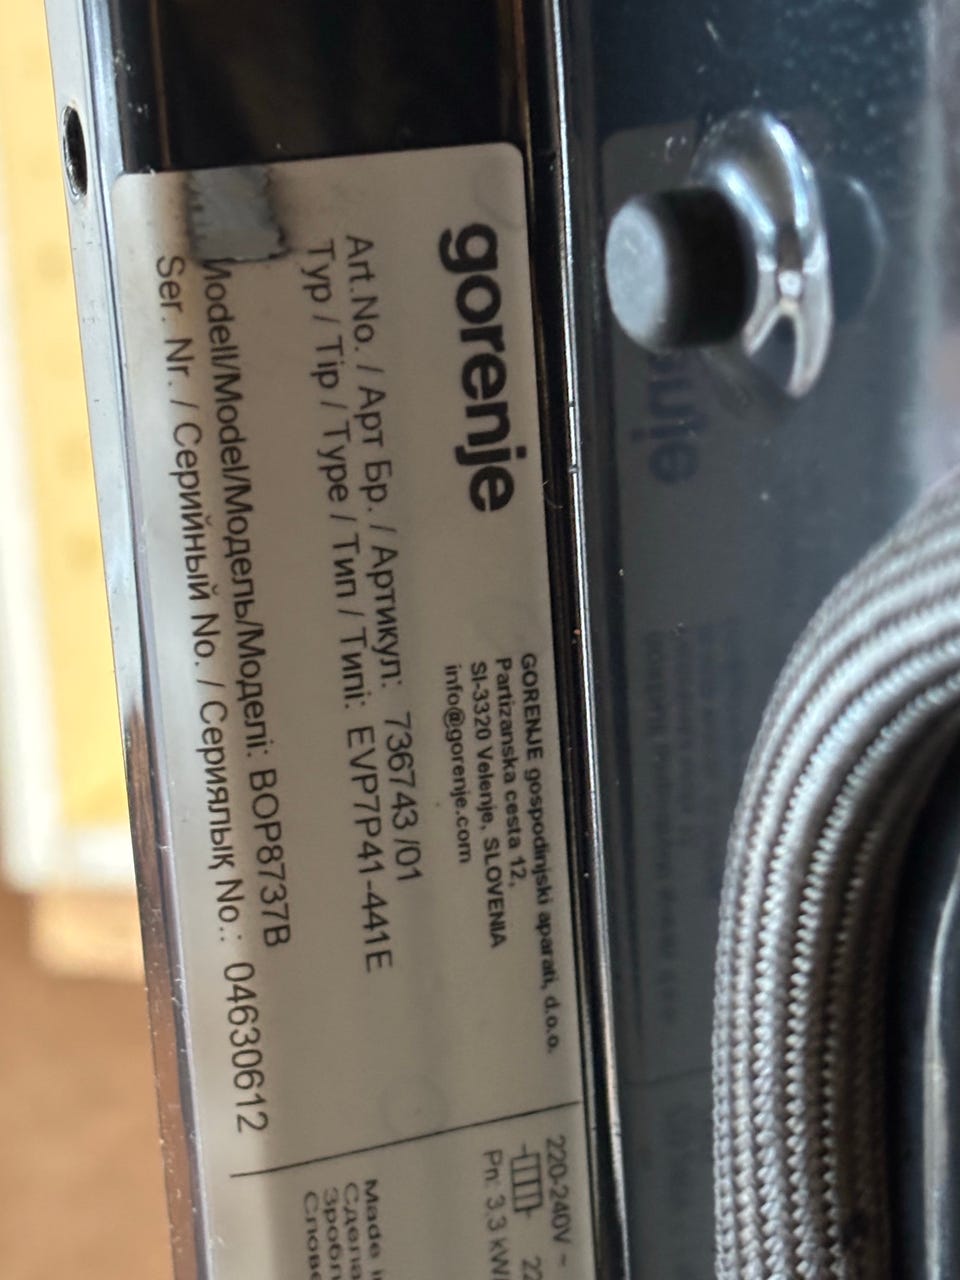 gorenje
GORENJE gospodinjski aparati, d.o.o.
Partizanska cesta 12,
SI-3320 Velenje, SLOVENIA
info@gorenje.com
Art.No. / Арт Бр. / Артикул: 736743 /01
Typ / Tip / Type / Тип / Типі: EVP7P41-441E
Modell/Model/Модель/Моделі: BOP8737B
Ser. Nr. / Серийный No. / Сериялық No.: 04630612
220-240V ~
Pn: 3.3 kW/
Made